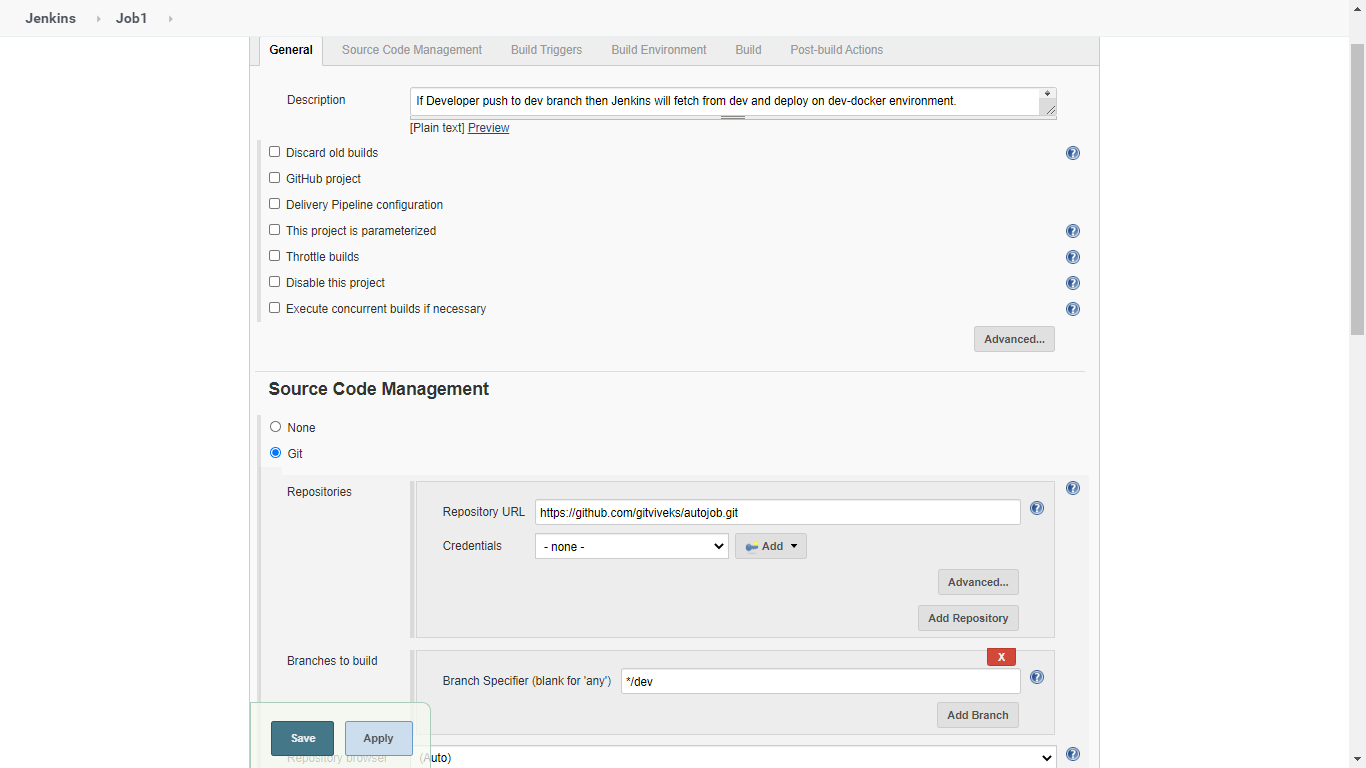 Jenkins Job1
General Source Code Management Build Triggers Build Environment Build Post-build Actions
Description If Developer push to dev branch then Jenkins will fetch from dev and deploy on dev-docker environment.
[Plain text] Preview
Discard old builds
GitHub project
Delivery Pipeline configuration
This project is parameterized
Throttle builds
Disable this project
Execute concurrent builds if necessary
Advanced...
Source Code Management
None
Git
Repositories
Repository URL https://github.com/gitviveks/autojob.git
Credentials - none - Add
Advanced...
Add Repository
Branches to build
X
Branch Specifier (blank for 'any') */dev
Add Branch
Save Apply
Repository browser (Auto)